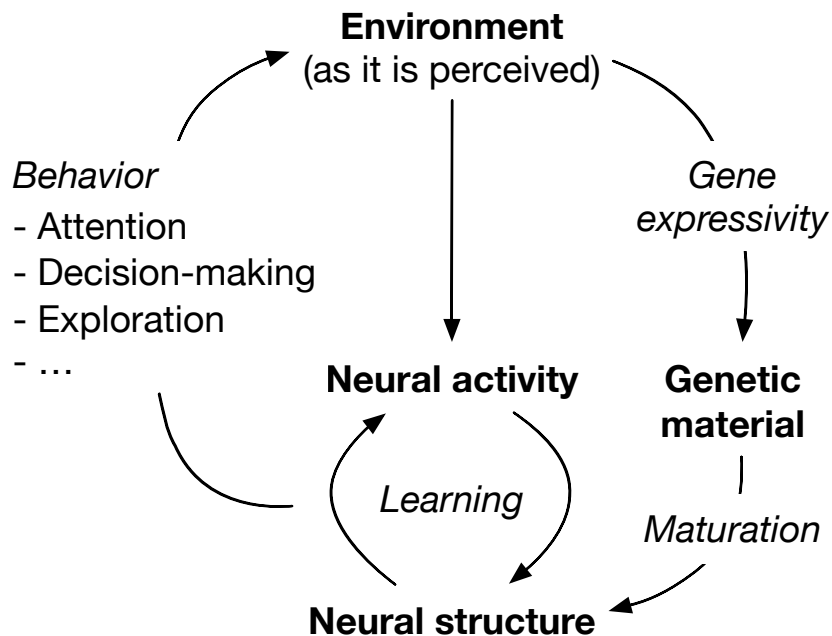 Environment
(as it is perceived)
Behavior
- Attention
- Decision-making
- Exploration
- ...
Gene
expressivity
Neural activity
Genetic
material
Learning
Maturation
Neural structure